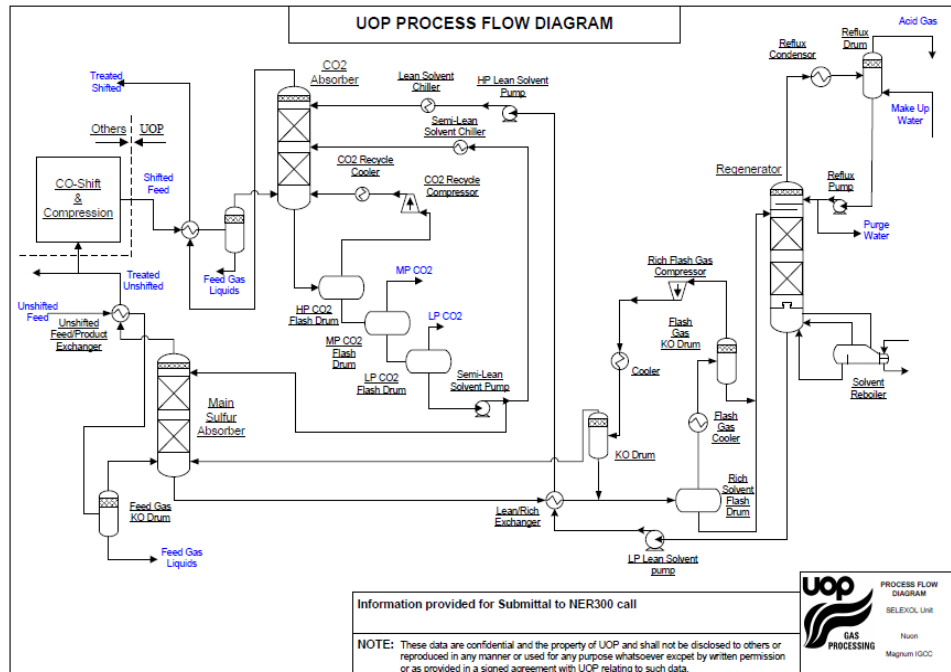 UOP PROCESS FLOW DIAGRAM
Acid Gas
Reflux
Drum
Reflux
Condensor
Make Up
Water
CO2
Absorber
Lean Solvent
Chiller
HP Lean Solvent
Pump
Treated
Shifted
Others
UOP
Semi-Lean
Solvent Chiller
CO2 Recycle
Cooler
CO2 Recycle
Compressor
CO-Shift
&
Compression
Shifted
Feed
Regenerator
Reflux
Pump
Purge
Water
Feed Gas
Liquids
Treated
Unshifted
Unshifted
Feed
Unshifted
Feed/Product
Exchanger
HP CO2
Flash Drum
MP CO2
MP CO2
Flash
Drum
LP CO2
LP CO2
Flash Drum
Semi-Lean
Solvent Pump
Rich Flash Gas
Compressor
Flash
Gas
KO Drum
Cooler
Solvent
Reboiler
Main
Sulfur
Absorber
Flash
Gas
Cooler
KO Drum
Rich
Solvent
Flash
Drum
Feed Gas
KO Drum
Lean/Rich
Exchanger
Feed Gas
Liquids
LP Lean Solvent
pump
Information provided for Submittal to NER300 call
NOTE: These data are confidential and the property of UOP and shall not be disclosed to others or
reproduced in any manner or used for any purpose whatsoever excpet by written permission
or as provided in a signed agreement with UOP relating to such data.
uop
GAS
PROCESSING
PROCESS FLOW
DIAGRAM
SELEXOL Unit
Nuon
Magnum IGCC